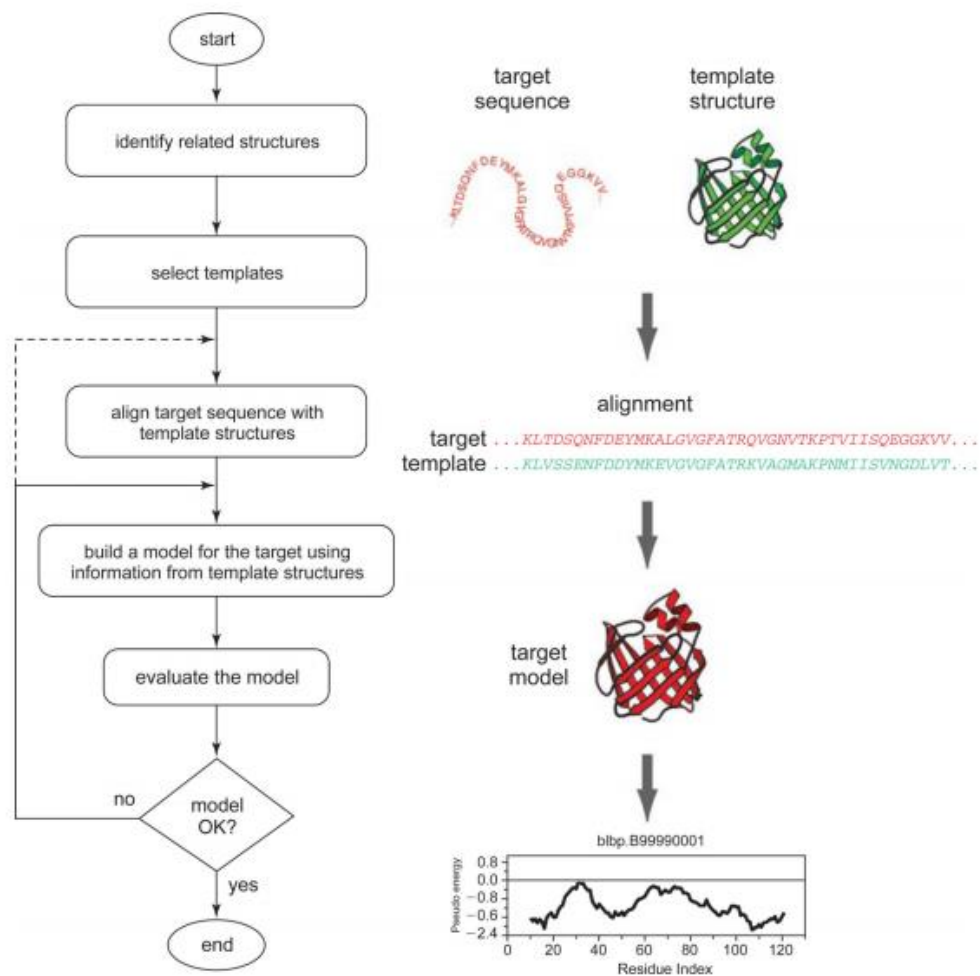 start
identify related structures
select templates
align target sequence with
template structures
build a model for the target using
information from template structures
evaluate the model
no
model
OK?
yes
end
target
sequence
template
structure
...KLTDSQNFDEYMKALGVGFATRQVGNVTKPTVIISQEGGKVV...
alignment
target ...KLTDSQNFDEYMKALGVGFATRQVGNVTKPTVIISQEGGKVV...
template ...KLVSSENFDDYMKEVGVGFATRKVAGMAKPNMIISVNGDLVT...
target
model
blbp.B99990001
Pseudo energy
0.8
0.0
−0.8
−0.6
−2.4
0 20 40 60 80 100 120
Residue Index